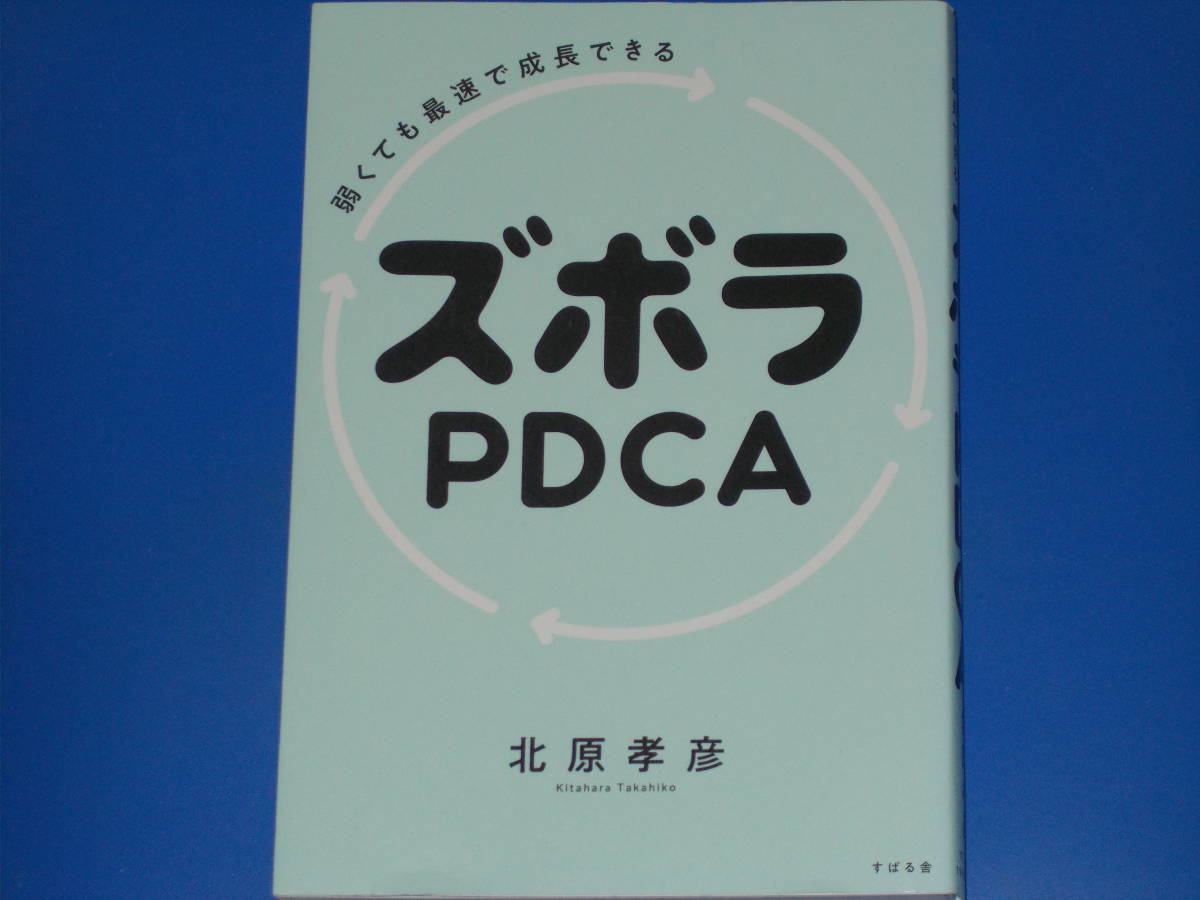 弱くても最速で成長できる
ズボラ
PDCA
北原孝彦
Kitahara Takahiko
すばる舎